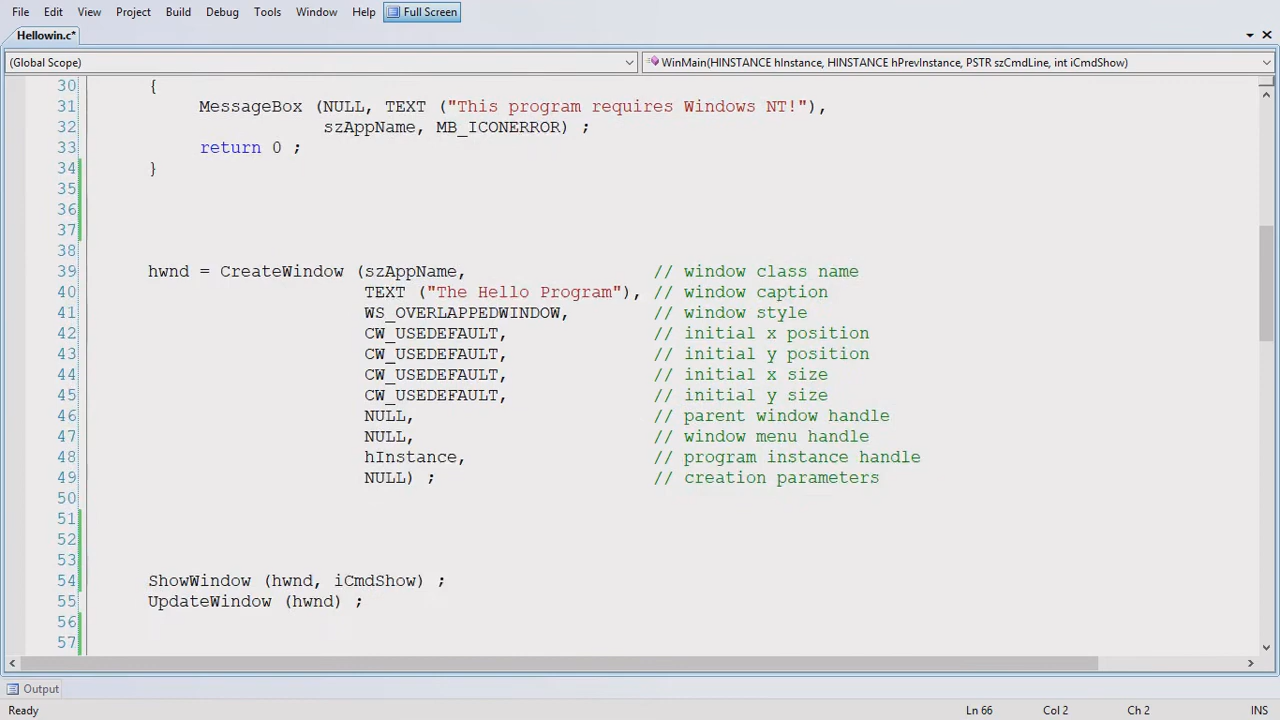 File Edit View Project Build Debug Tools Window Help Full Screen
Hellowin.c*
(Global Scope) WinMain(HINSTANCE hInstance, HINSTANCE hPrevInstance, PSTR szCmdLine, int iCmdShow)
30 {
31 MessageBox (NULL, TEXT ("This program requires Windows NT!"),
32 szAppName, MB_ICONERROR) ;
33 return 0 ;
34 }
35
36
37
38
39 hwnd = CreateWindow (szAppName, // window class name
40 TEXT ("The Hello Program"), // window caption
41 WS_OVERLAPPEDWINDOW, // window style
42 CW_USEDEFAULT, // initial x position
43 CW_USEDEFAULT, // initial y position
44 CW_USEDEFAULT, // initial x size
45 CW_USEDEFAULT, // initial y size
46 NULL, // parent window handle
47 NULL, // window menu handle
48 hInstance, // program instance handle
49 NULL) ; // creation parameters
50
51
52
53
54 ShowWindow (hwnd, iCmdShow) ;
55 UpdateWindow (hwnd) ;
56
57
Output
Ready Ln 66 Col 2 Ch 2 INS